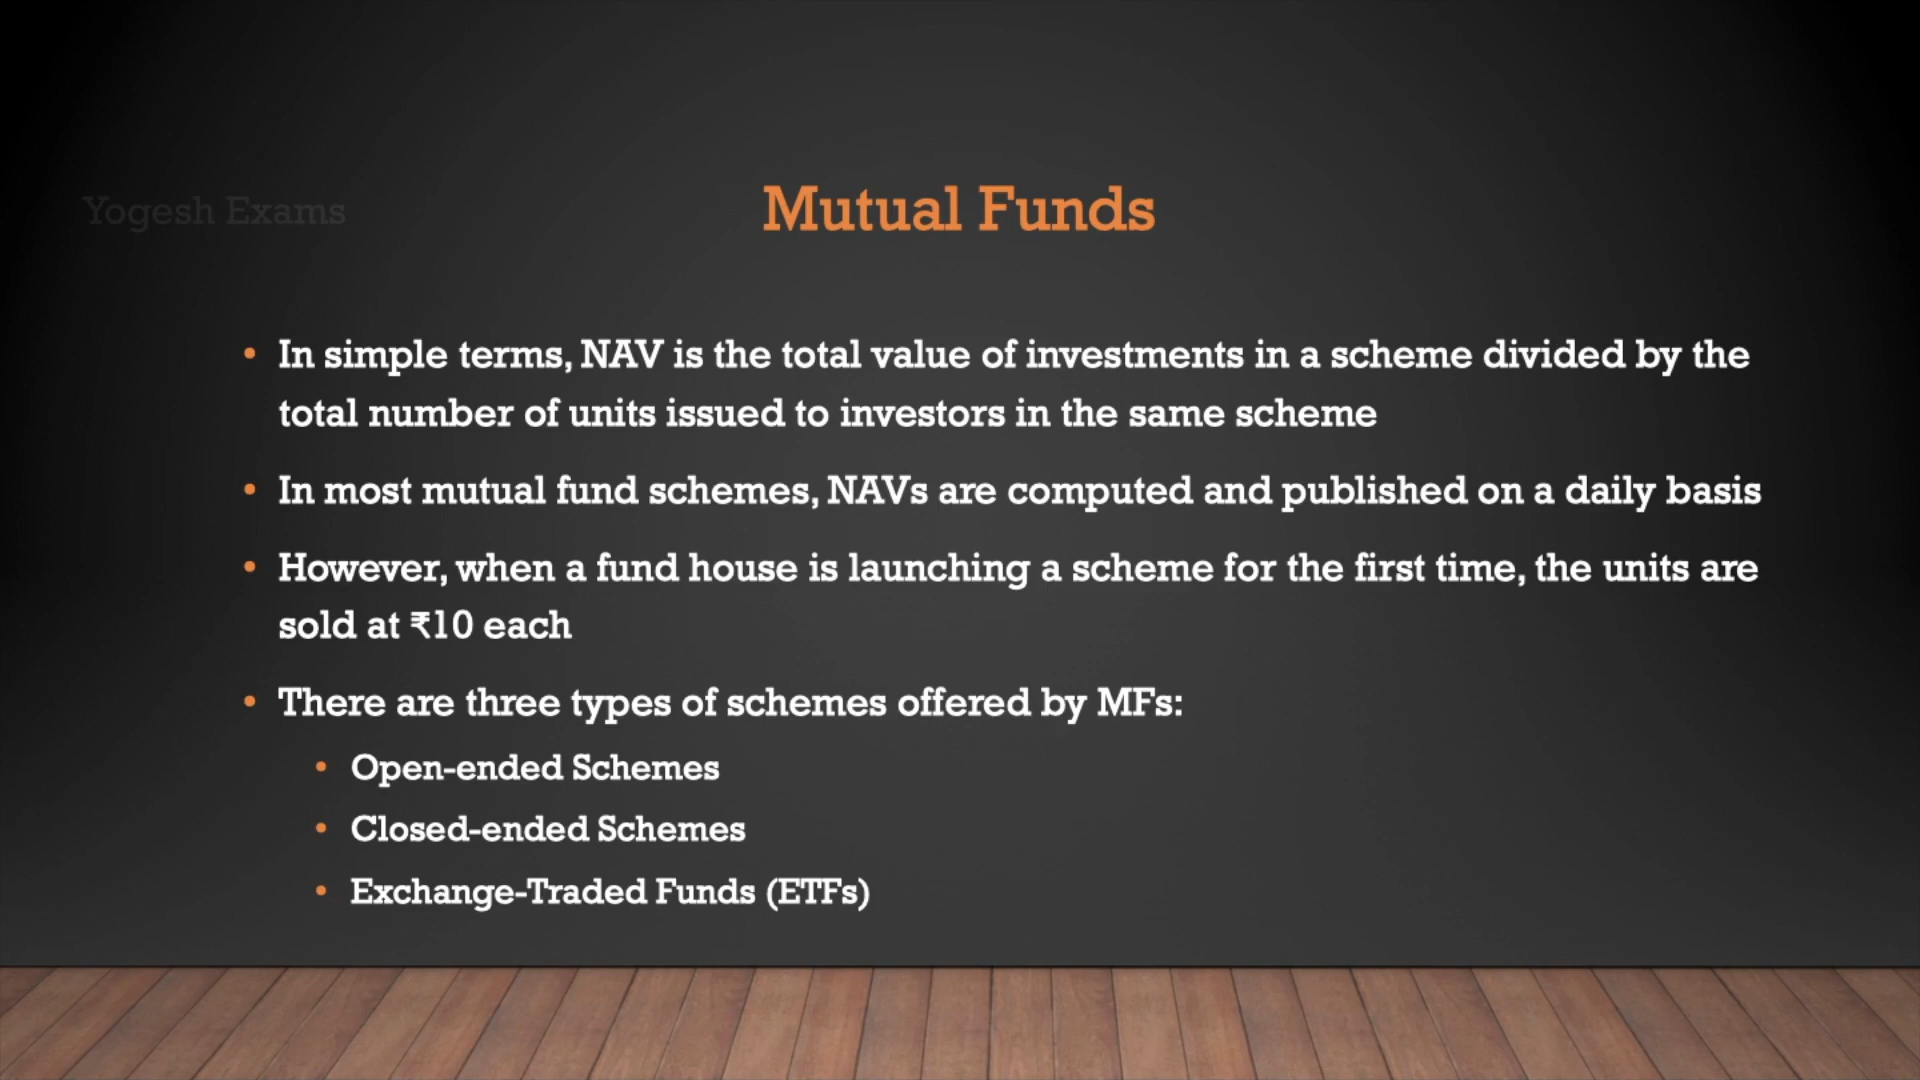 Yogesh Exams
Mutual Funds
• In simple terms, NAV is the total value of investments in a scheme divided by the
total number of units issued to investors in the same scheme
• In most mutual fund schemes, NAVs are computed and published on a daily basis
• However, when a fund house is launching a scheme for the first time, the units are
sold at ₹10 each
• There are three types of schemes offered by MFs:
• Open-ended Schemes
• Closed-ended Schemes
• Exchange-Traded Funds (ETFs)